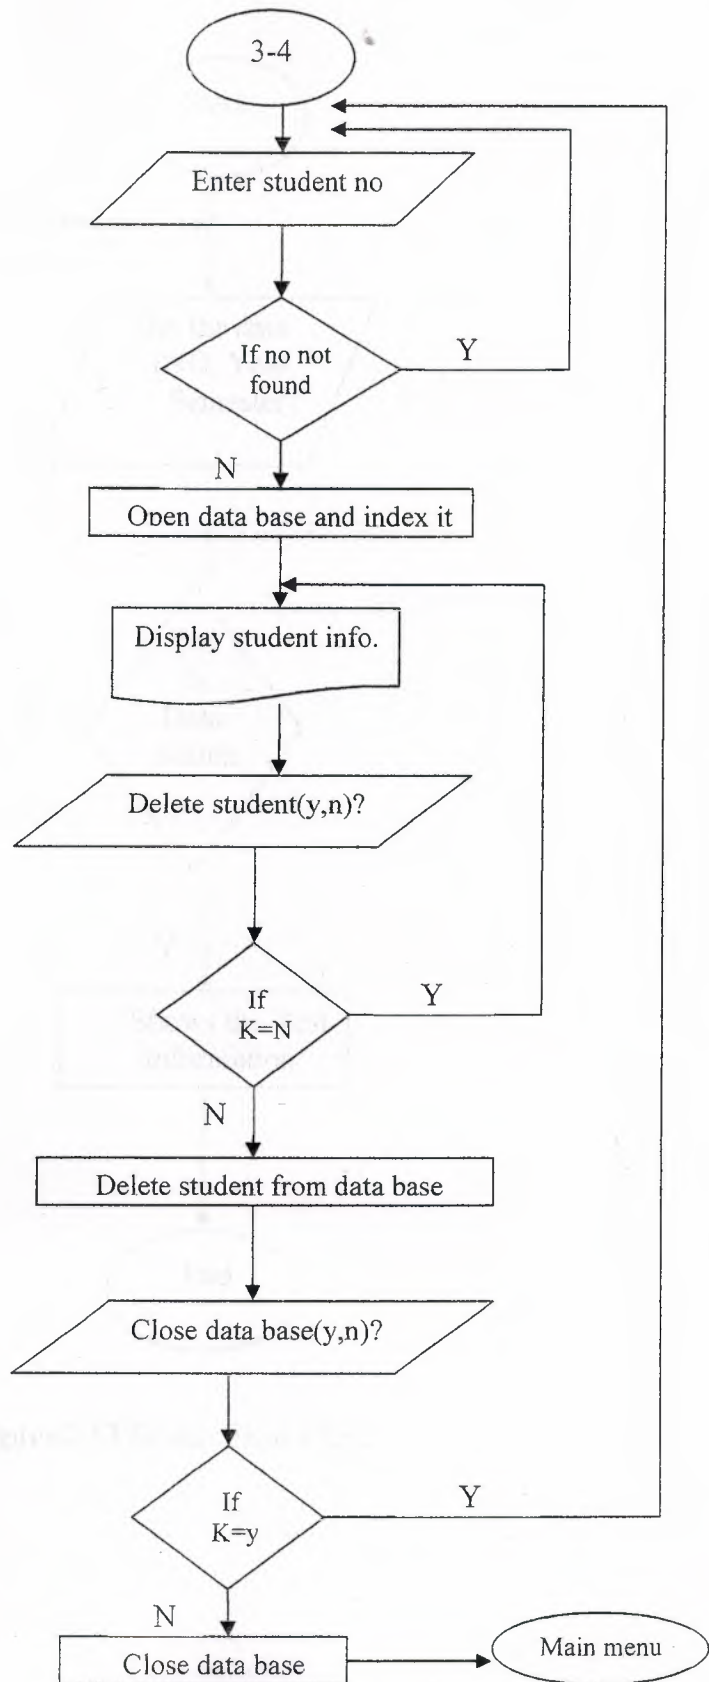 3-4
Enter student no
If no not
found
Y
N
Open data base and index it
Display student info.
Delete student(y,n)?
If
K=N
Y
N
Delete student from data base
Close data base(y,n)?
If
K=y
Y
N
Close data base
Main menu